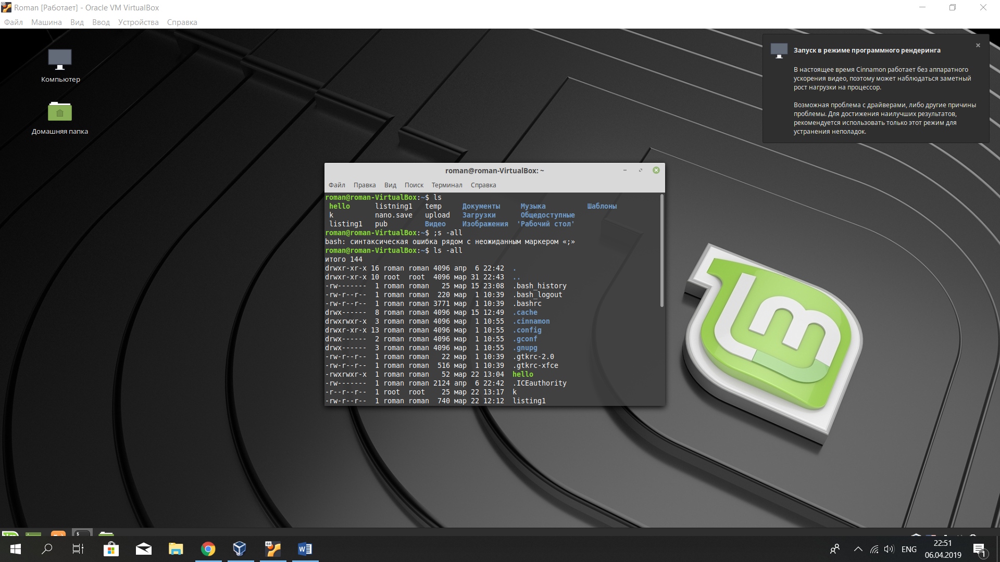 Roman [Работает] - Oracle VM VirtualBox
Файл Машина Вид Ввод Устройства Справка
Компьютер
Домашняя папка
Запуск в режиме программного рендеринга
В настоящее время Cinnamon работает без аппаратного
ускорения видео, поэтому может наблюдаться заметный
рост нагрузки на процессор.
Возможная проблема с драйверами, либо другие причины
проблемы. Для достижения наилучших результатов,
рекомендуется использовать только этот режим для
устранения неполадок.
roman@roman-VirtualBox: ~
Файл Правка Вид Поиск Терминал Справка
roman@roman-VirtualBox:~$ ls
hello listning1 temp Документы Музыка Шаблоны
k nano.save upload Загрузки Общедоступные
listing1 pub Видео Изображения 'Рабочий стол'
roman@roman-VirtualBox:~$ ;s -all
bash: синтаксическая ошибка рядом с неожиданным маркером «;»
roman@roman-VirtualBox:~$ ls -all
итого 144
drwxr-xr-x 16 roman roman 4096 апр 6 22:42 .
drwxr-xr-x 10 root root 4096 мар 31 22:43 ..
-rw------- 1 roman roman 25 мар 15 23:08 .bash_history
-rw-r--r-- 1 roman roman 220 мар 1 10:39 .bash_logout
-rw-r--r-- 1 roman roman 3771 мар 1 10:39 .bashrc
drwx------ 8 roman roman 4096 мар 15 12:49 .cache
drwxrwxr-x 3 roman roman 4096 мар 1 10:55 .cinnamon
drwxr-xr-x 13 roman roman 4096 мар 1 10:55 .config
drwx------ 2 roman roman 4096 мар 1 10:55 .gconf
drwx------ 3 roman roman 4096 мар 1 10:55 .gnupg
-rw-r--r-- 1 roman roman 22 мар 1 10:39 .gtkrc-2.0
-rw-r--r-- 1 roman roman 516 мар 1 10:39 .gtkrc-xfce
-rwxrwxr-x 1 roman roman 52 мар 22 13:04 hello
-rw------- 1 roman roman 2124 апр 6 22:42 .ICEauthority
-r--r--r-- 1 root root 25 мар 22 13:17 k
-rw-r--r-- 1 roman roman 740 мар 22 12:12 listing1
64
W
ENG
22:51
06.04.2019
1